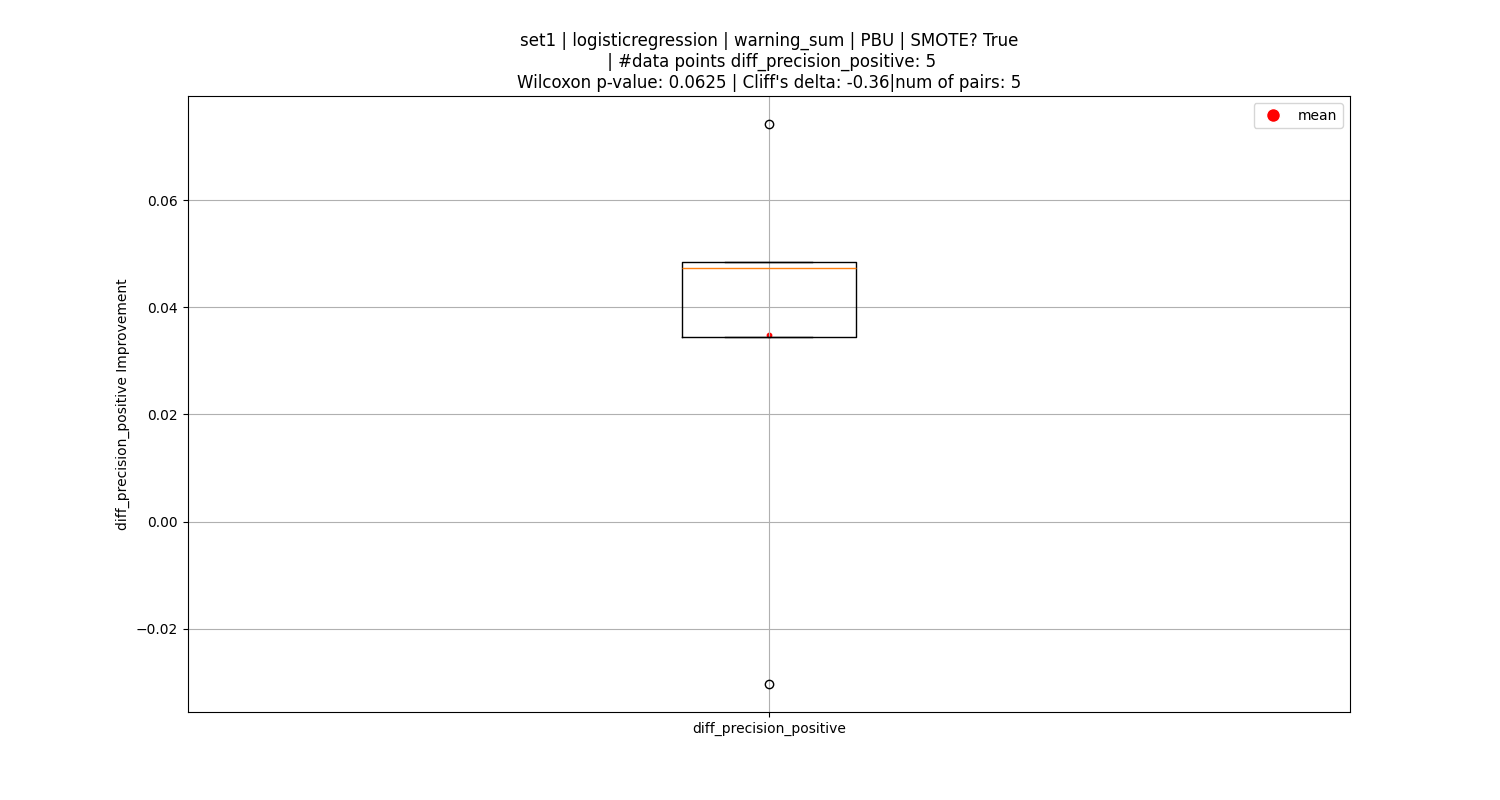 set1 | logisticregression | warning_sum | PBU | SMOTE? True
| #data points diff_precision_positive: 5
Wilcoxon p-value: 0.0625 | Cliff's delta: -0.36|num of pairs: 5
mean
0.06
0.04
0.02
0.00
−0.02
diff_precision_positive Improvement
diff_precision_positive